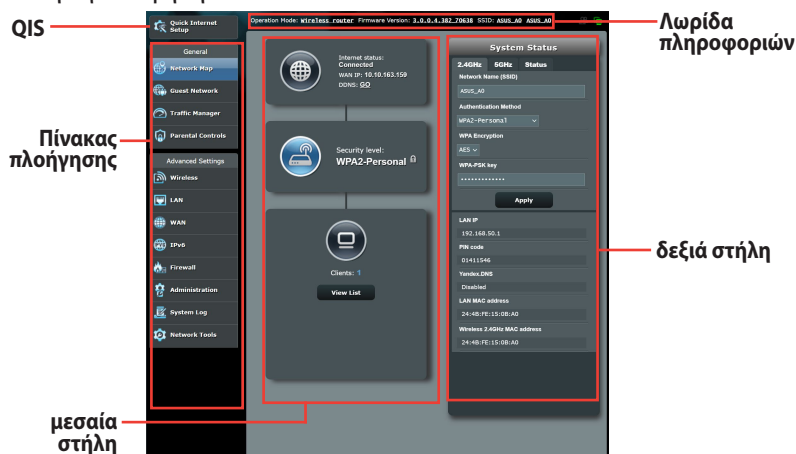 QIS
Quick Internet
Setup
Operation Mode: Wireless router Firmware Version: 3.0.0.4.382_70638 SSID: ASUS_A0 ASUS_A0
Λωρίδα
πληροφοριών
General
Network Map
Guest Network
Traffic Manager
Parental Controls
Πίνακας
πλοήγησης
Advanced Settings
Wireless
LAN
WAN
IPv6
Firewall
Administration
System Log
Network Tools
Internet status:
Connected
WAN IP: 10.10.163.159
DDNS: GO
Security level:
WPA2-Personal
Clients: 1
View List
System Status
2.4GHz 5GHz Status
Network Name (SSID)
ASUS_A0
Authentication Method
WPA2-Personal
WPA Encryption
AES
WPA-PSK key
•••••••••••••
Apply
LAN IP
192.168.50.1
PIN code
01411546
Yandex.DNS
Disabled
LAN MAC address
24:4B:FE:15:0B:A0
Wireless 2.4GHz MAC address
24:4B:FE:15:0B:A0
δεξιά στήλη
μεσαία
στήλη